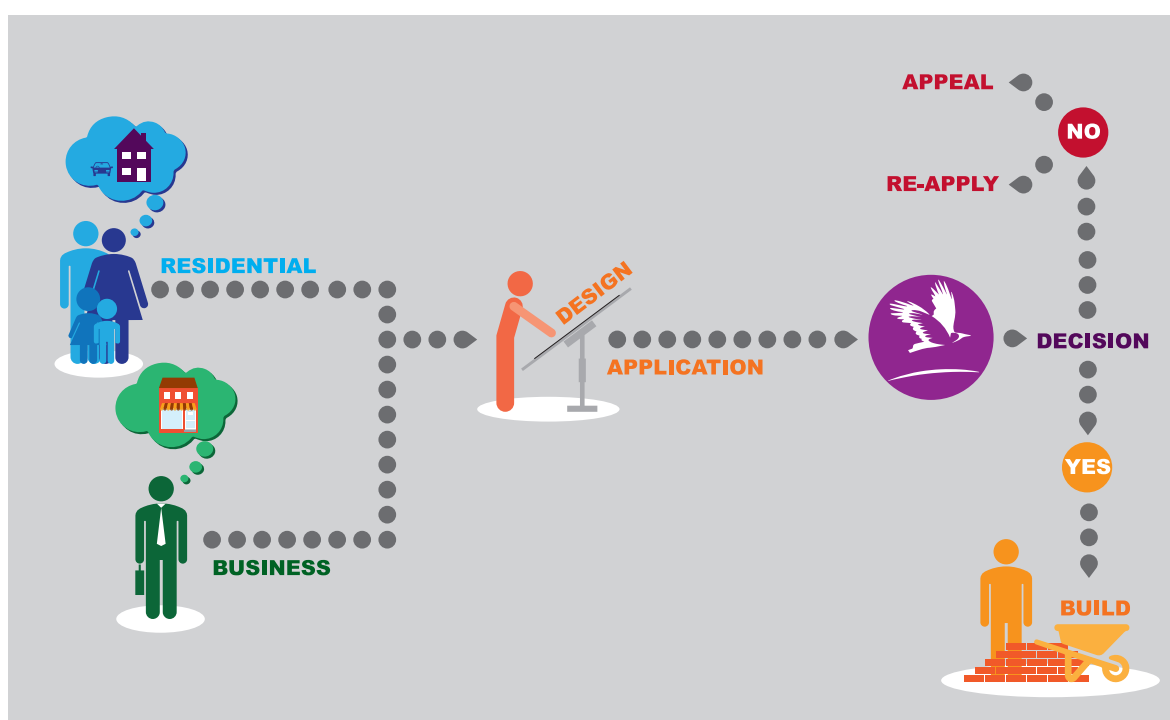 APPEAL
NO
RE-APPLY
RESIDENTIAL
DESIGN
DECISION
APPLICATION
YES
BUSINESS
BUILD